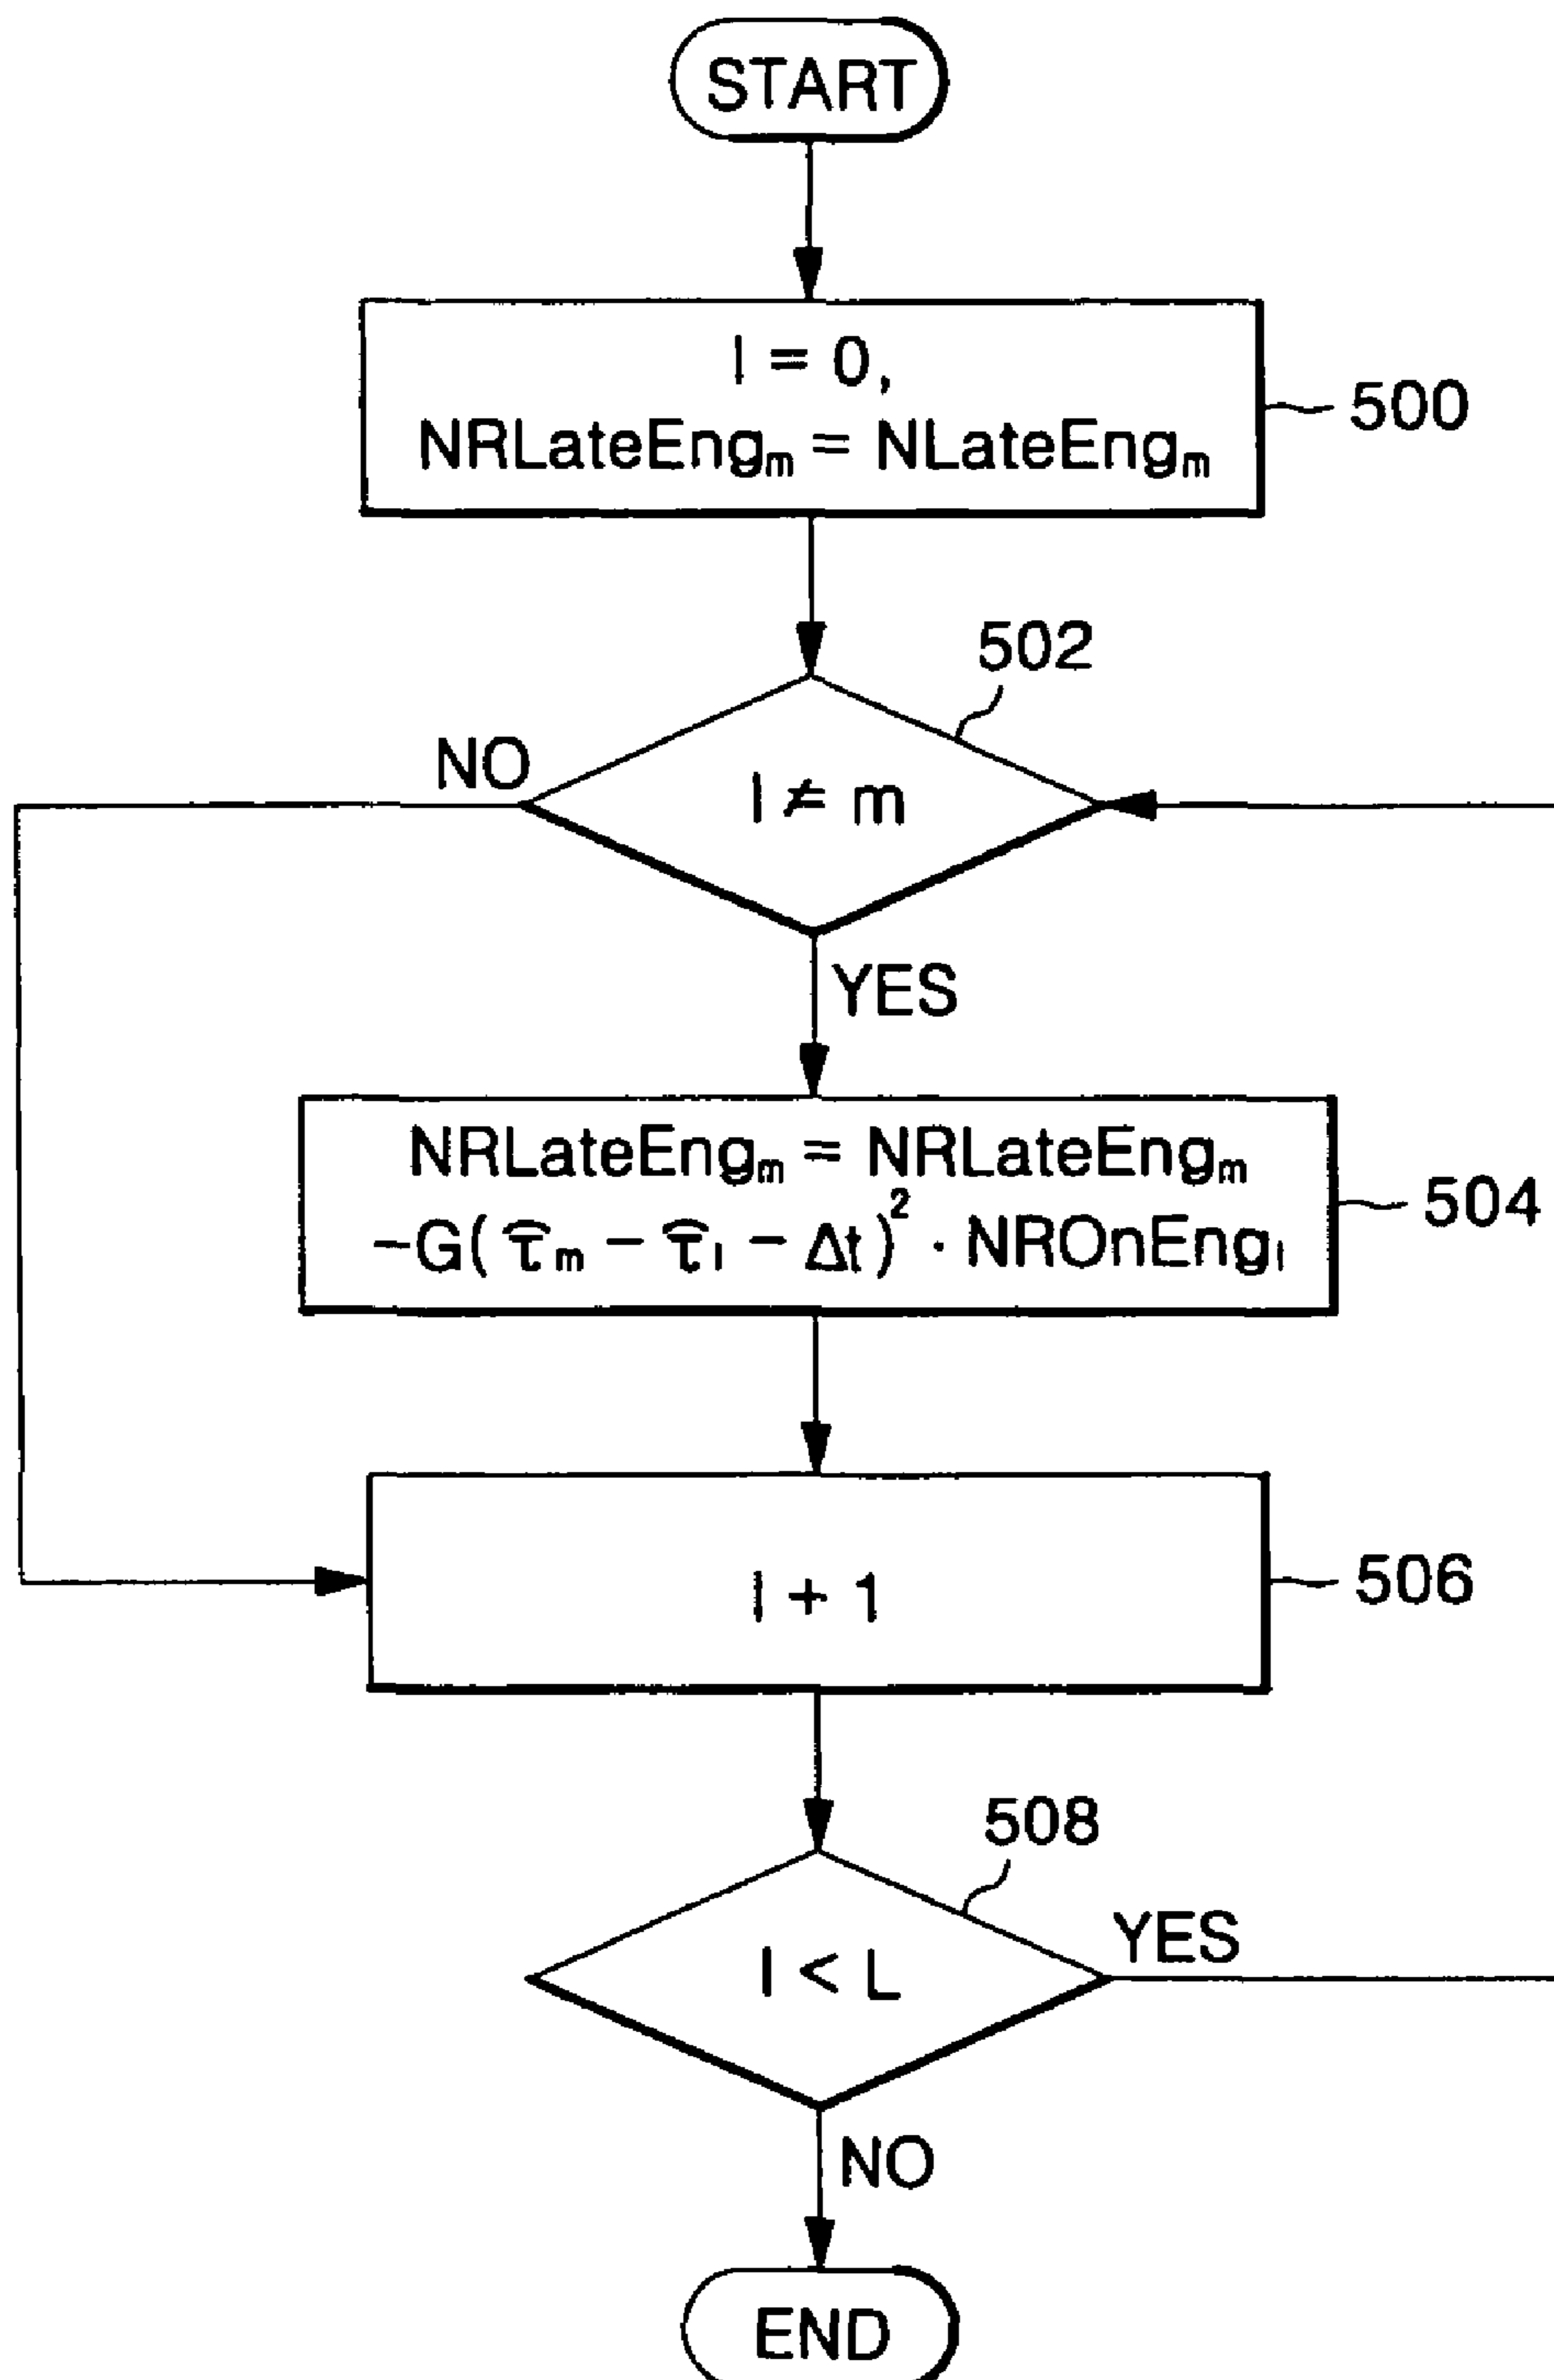 START
l = 0,
NRLateEngₘ = NLateEngₘ
500
502
NO
l ≠ m
YES
NRLateEngₘ = NRLateEngₘ
-G(τ̂ₘ - τ̂ₗ - Δt)² · NROnEngₗ
504
l + 1
506
508
YES
l < L
NO
END